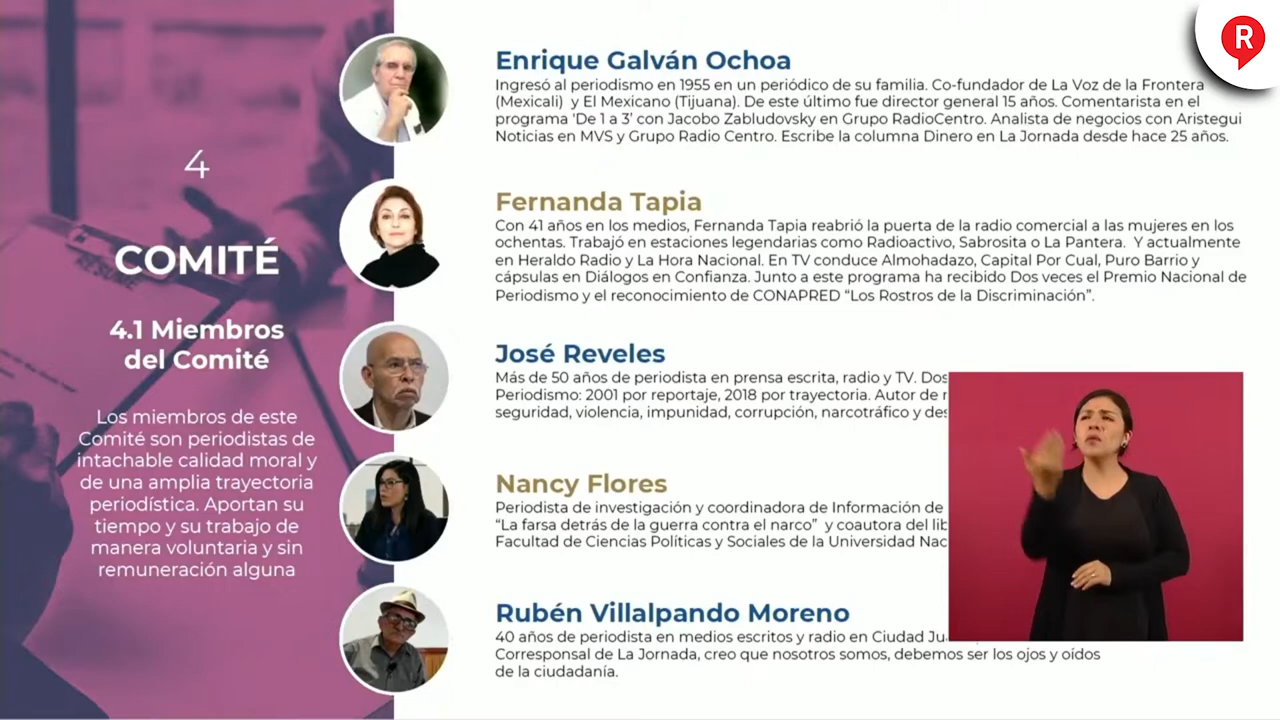 4
COMITÉ
4.1 Miembros
del Comité
Los miembros de este
Comité son periodistas de
intachable calidad moral y
de una amplia trayectoria
periodística. Aportan su
tiempo y su trabajo de
manera voluntaria y sin
remuneración alguna
Enrique Galván Ochoa
Ingresó al periodismo en 1955 en un periódico de su familia. Co-fundador de La Voz de la Frontera
(Mexicali) y El Mexicano (Tijuana). De este último fue director general 15 años. Comentarista en el
programa ‘De 1 a 3’ con Jacobo Zabludovsky en Grupo RadioCentro. Analista de negocios con Aristegui
Noticias en MVS y Grupo Radio Centro. Escribe la columna Dinero en La Jornada desde hace 25 años.
Fernanda Tapia
Con 41 años en los medios, Fernanda Tapia reabrió la puerta de la radio comercial a las mujeres en los
ochentas. Trabajó en estaciones legendarias como Radioactivo, Sabrosita o La Pantera. Y actualmente
en Heraldo Radio y La Hora Nacional. En TV conduce Almohadazo, Capital Por Cual, Puro Barrio y
cápsulas en Diálogos en Confianza. Junto a este programa ha recibido Dos veces el Premio Nacional de
Periodismo y el reconocimiento de CONAPRED “Los Rostros de la Discriminación”.
José Reveles
Más de 50 años de periodista en prensa escrita, radio y TV. Dos
Periodismo: 2001 por reportaje, 2018 por trayectoria. Autor de
seguridad, violencia, impunidad, corrupción, narcotráfico y
Nancy Flores
Periodista de investigación y coordinadora de Información de
“La farsa detrás de la guerra contra el narco” y coautora del
Facultad de Ciencias Políticas y Sociales de la Universidad
Rubén Villalpando Moreno
40 años de periodista en medios escritos y radio en Ciudad
Corresponsal de La Jornada, creo que nosotros somos, debemos ser los ojos y oídos
de la ciudadanía.
R